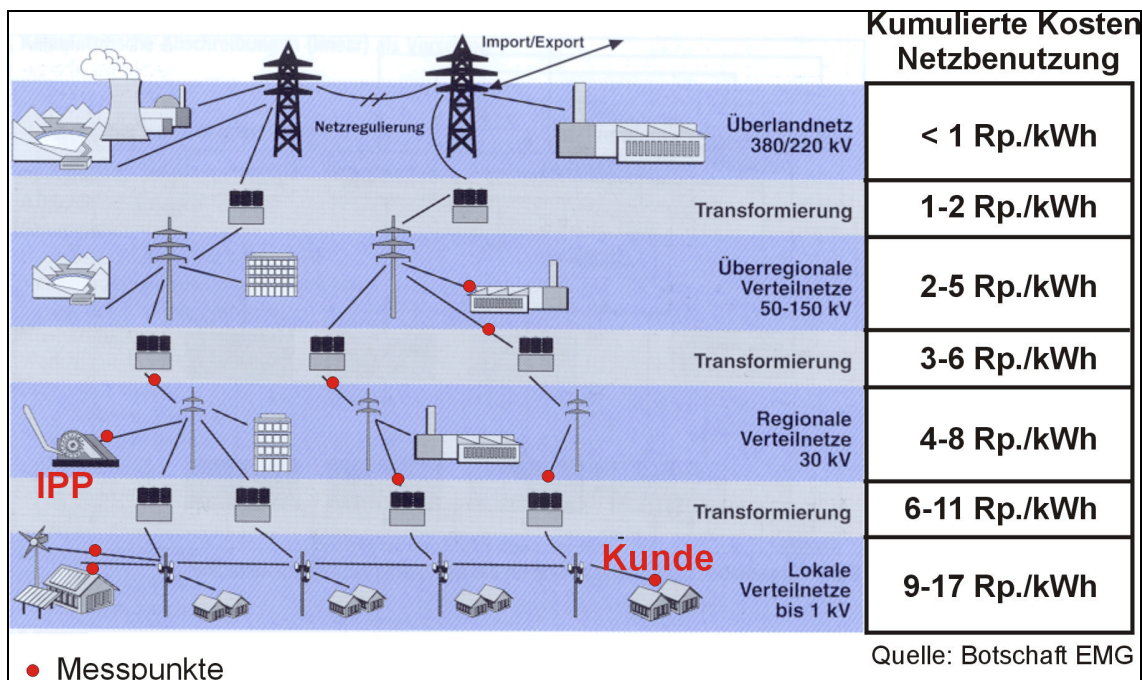 Kumulierte Kosten
Netzbenutzung
Import/Export
Netzregulierung
Überlandnetz
380/220 kV
< 1 Rp./kWh
Transformierung
1-2 Rp./kWh
Überregionale
Verteilnetze
50-150 kV
2-5 Rp./kWh
Transformierung
3-6 Rp./kWh
Regionale
Verteilnetze
30 kV
4-8 Rp./kWh
IPP
Transformierung
6-11 Rp./kWh
Kunde
Lokale
Verteilnetze
bis 1 kV
9-17 Rp./kWh
Messpunkte
Quelle: Botschaft EMG